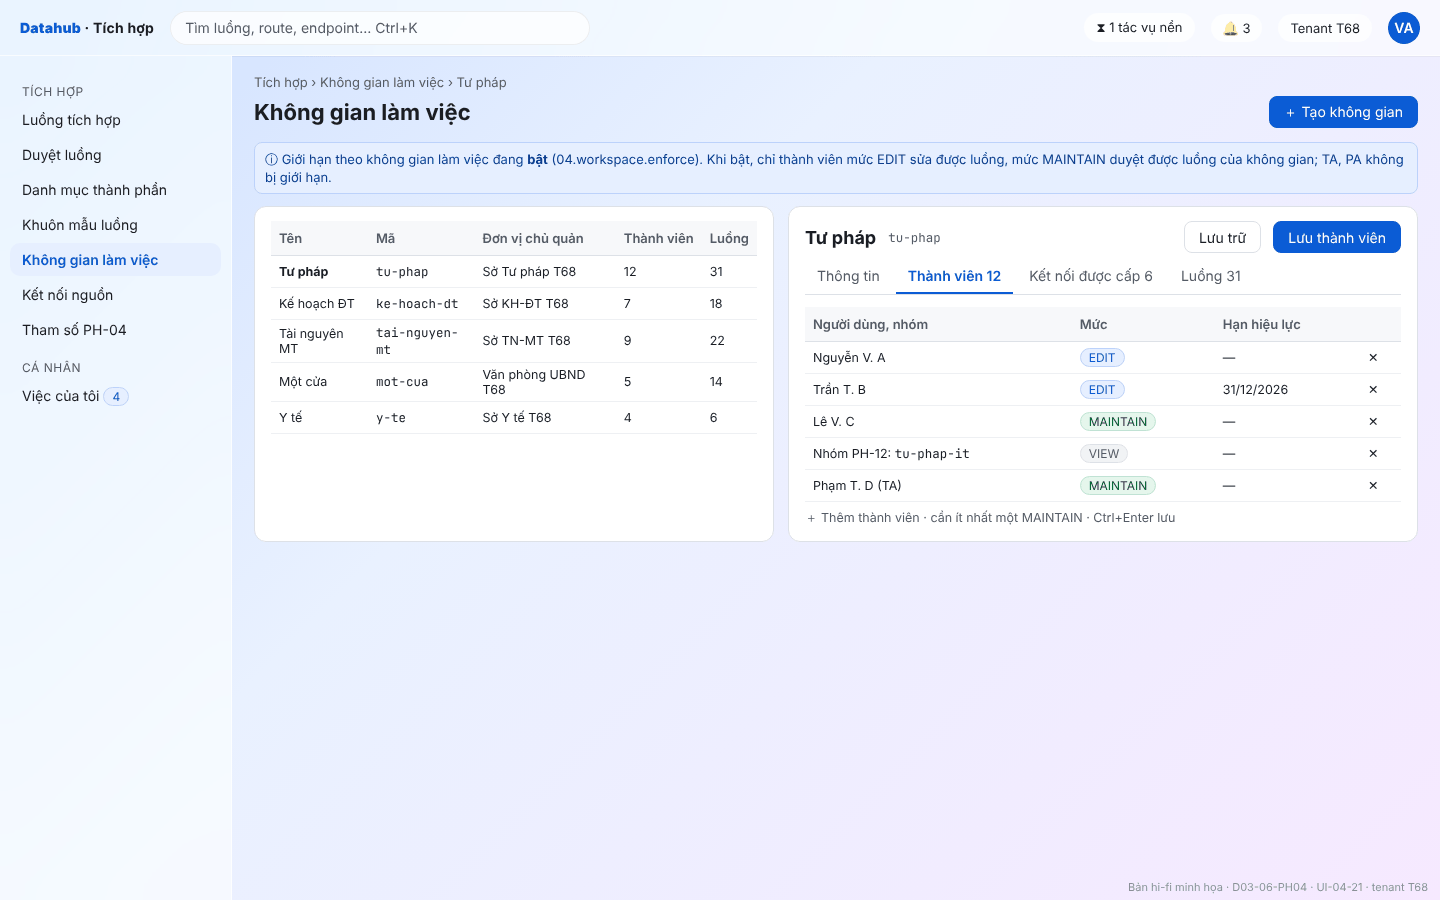 Datahub · Tích hợp
Tìm luồng, route, endpoint... Ctrl+K
⧗ 1 tác vụ nền
🔔 3
Tenant T68
VA
TÍCH HỢP
Luồng tích hợp
Duyệt luồng
Danh mục thành phần
Khuôn mẫu luồng
Không gian làm việc
Kết nối nguồn
Tham số PH-04
CÁ NHÂN
Việc của tôi 4
Tích hợp › Không gian làm việc › Tư pháp
Không gian làm việc
＋ Tạo không gian
ⓘ Giới hạn theo không gian làm việc đang bật (04.workspace.enforce). Khi bật, chỉ thành viên mức EDIT sửa được luồng, mức MAINTAIN duyệt được luồng của không gian; TA, PA không
bị giới hạn.
Tên Mã Đơn vị chủ quản Thành viên Luồng
Tư pháp tu-phap Sở Tư pháp T68 12 31
Kế hoạch ĐT ke-hoach-dt Sở KH-ĐT T68 7 18
Tài nguyên MT tai-nguyen-mt Sở TN-MT T68 9 22
Một cửa mot-cua Văn phòng UBND T68 5 14
Y tế y-te Sở Y tế T68 4 6
Tư pháp tu-phap
Lưu trữ
Lưu thành viên
Thông tin Thành viên 12 Kết nối được cấp 6 Luồng 31
Người dùng, nhóm Mức Hạn hiệu lực
Nguyễn V. A EDIT — ✕
Trần T. B EDIT 31/12/2026 ✕
Lê V. C MAINTAIN — ✕
Nhóm PH-12: tu-phap-it VIEW — ✕
Phạm T. D (TA) MAINTAIN — ✕
＋ Thêm thành viên · cần ít nhất một MAINTAIN · Ctrl+Enter lưu
Bản hi-fi minh họa · D03-06-PH04 · UI-04-21 · tenant T68